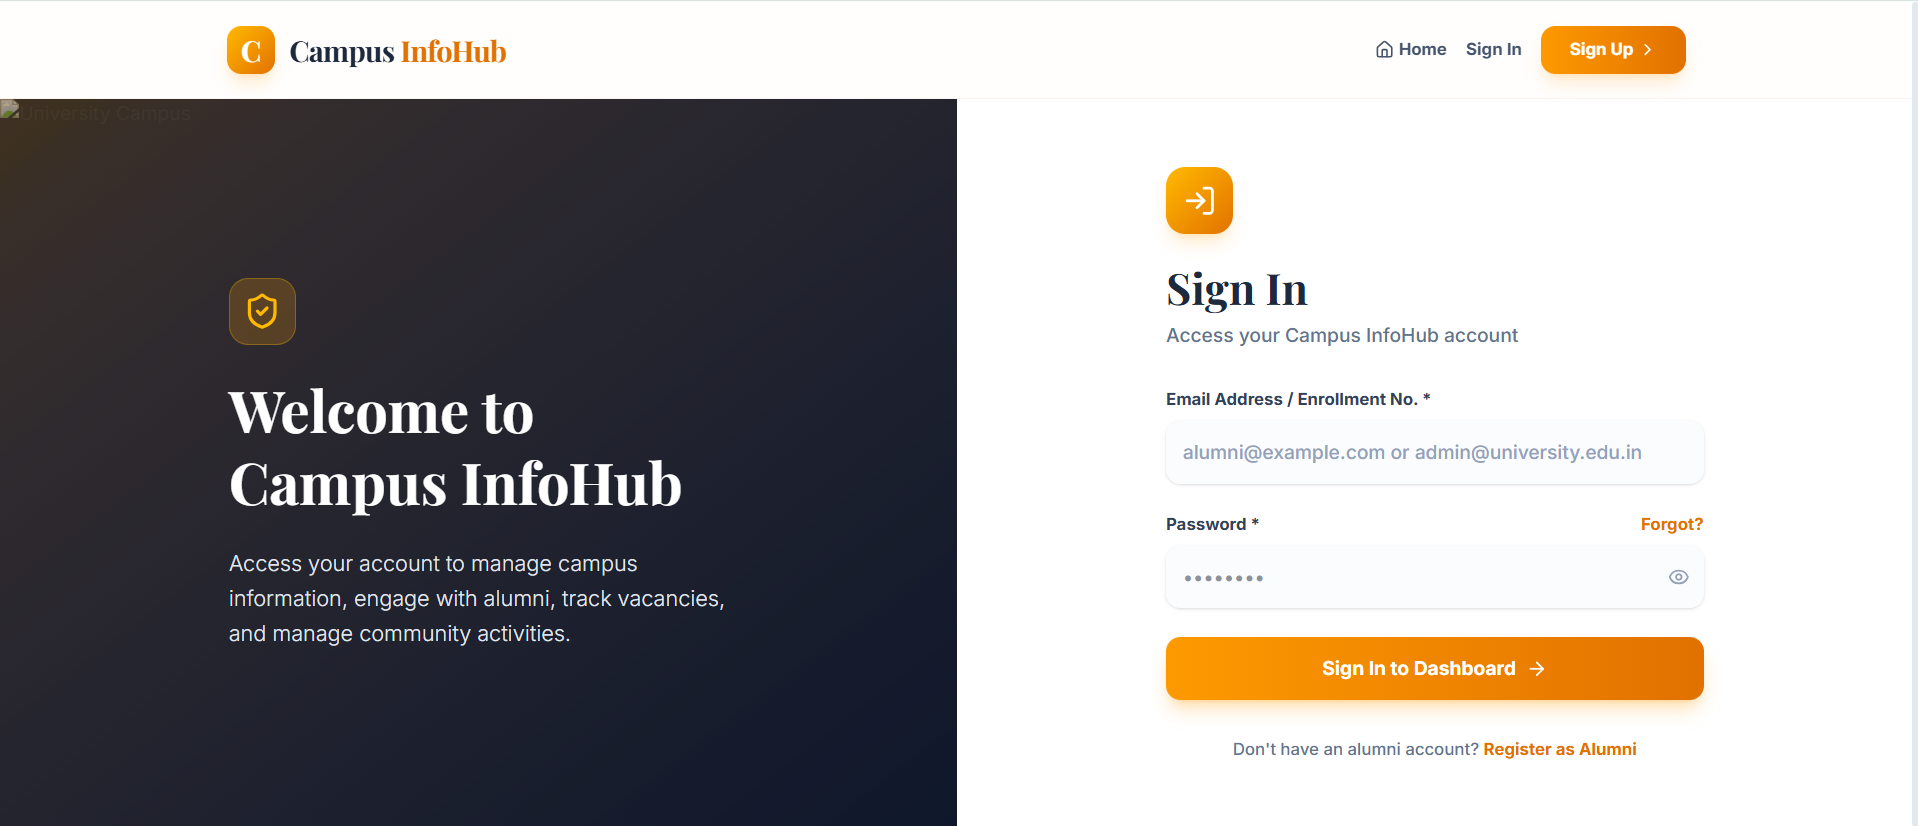 C Campus InfoHub
Home Sign In Sign Up
University Campus
Welcome to
Campus InfoHub
Access your account to manage campus
information, engage with alumni, track vacancies,
and manage community activities.
Sign In
Access your Campus InfoHub account
Email Address / Enrollment No. *
alumni@example.com or admin@university.edu.in
Password * Forgot?
••••••••
Sign In to Dashboard →
Don't have an alumni account? Register as Alumni